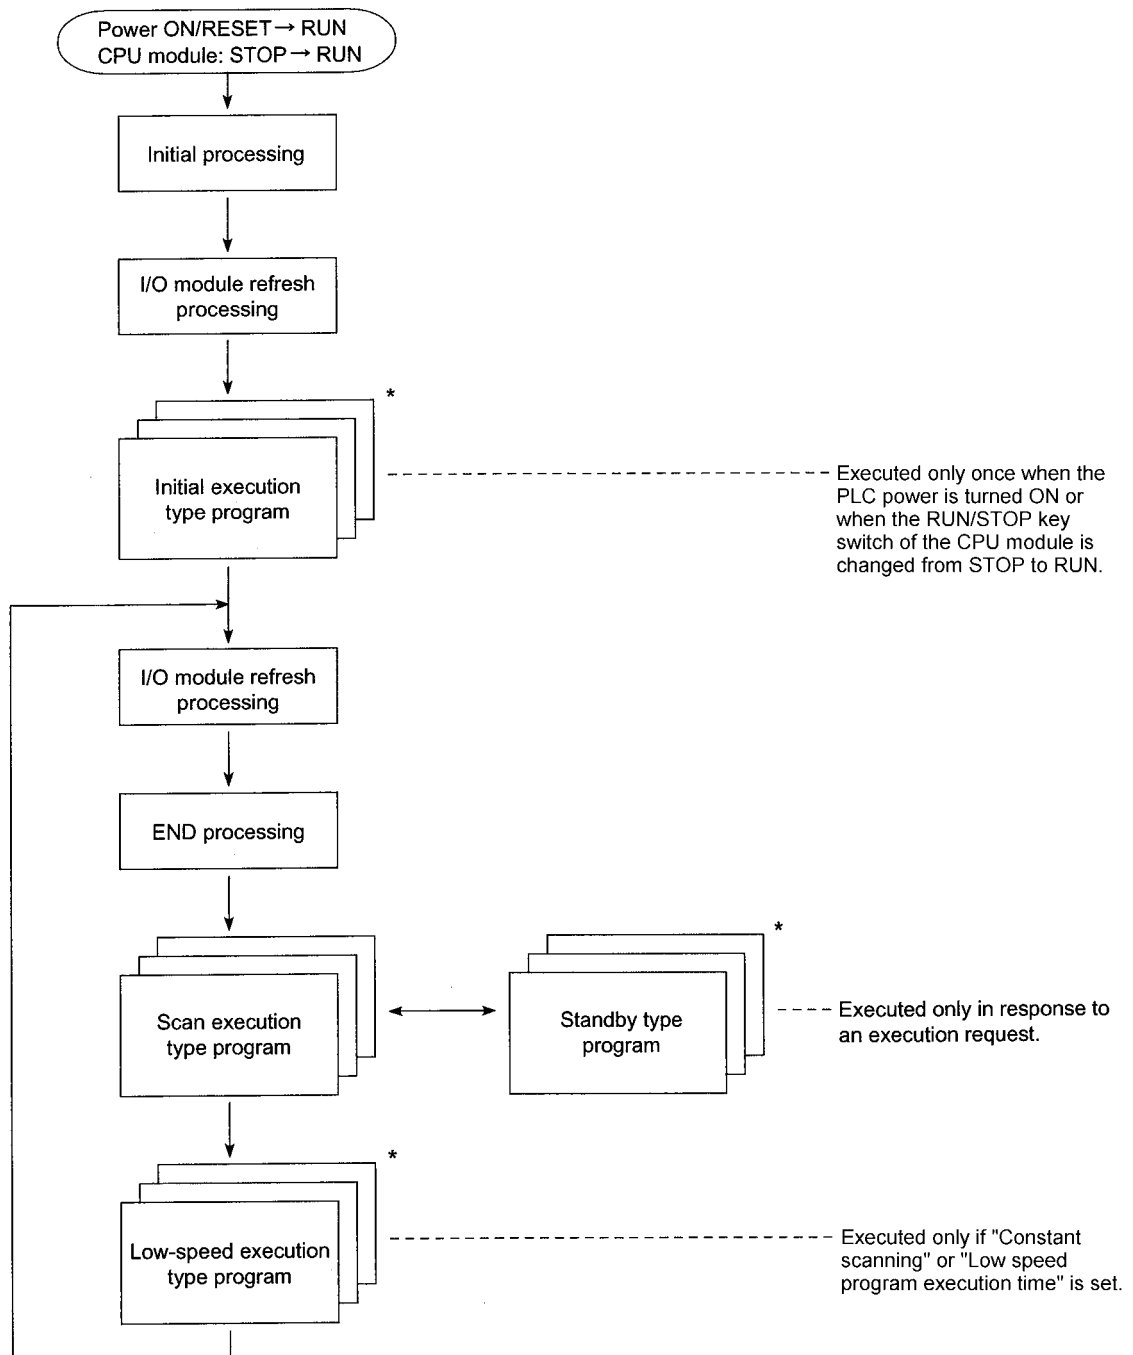 Power ON/RESET → RUN
CPU module: STOP → RUN
Initial processing
I/O module refresh
processing
*
Initial execution
type program
Executed only once when the
PLC power is turned ON or
when the RUN/STOP key
switch of the CPU module is
changed from STOP to RUN.
I/O module refresh
processing
END processing
Scan execution
type program
*
Standby type
program
Executed only in response to
an execution request.
*
Low-speed execution
type program
Executed only if "Constant
scanning" or "Low speed
program execution time" is set.